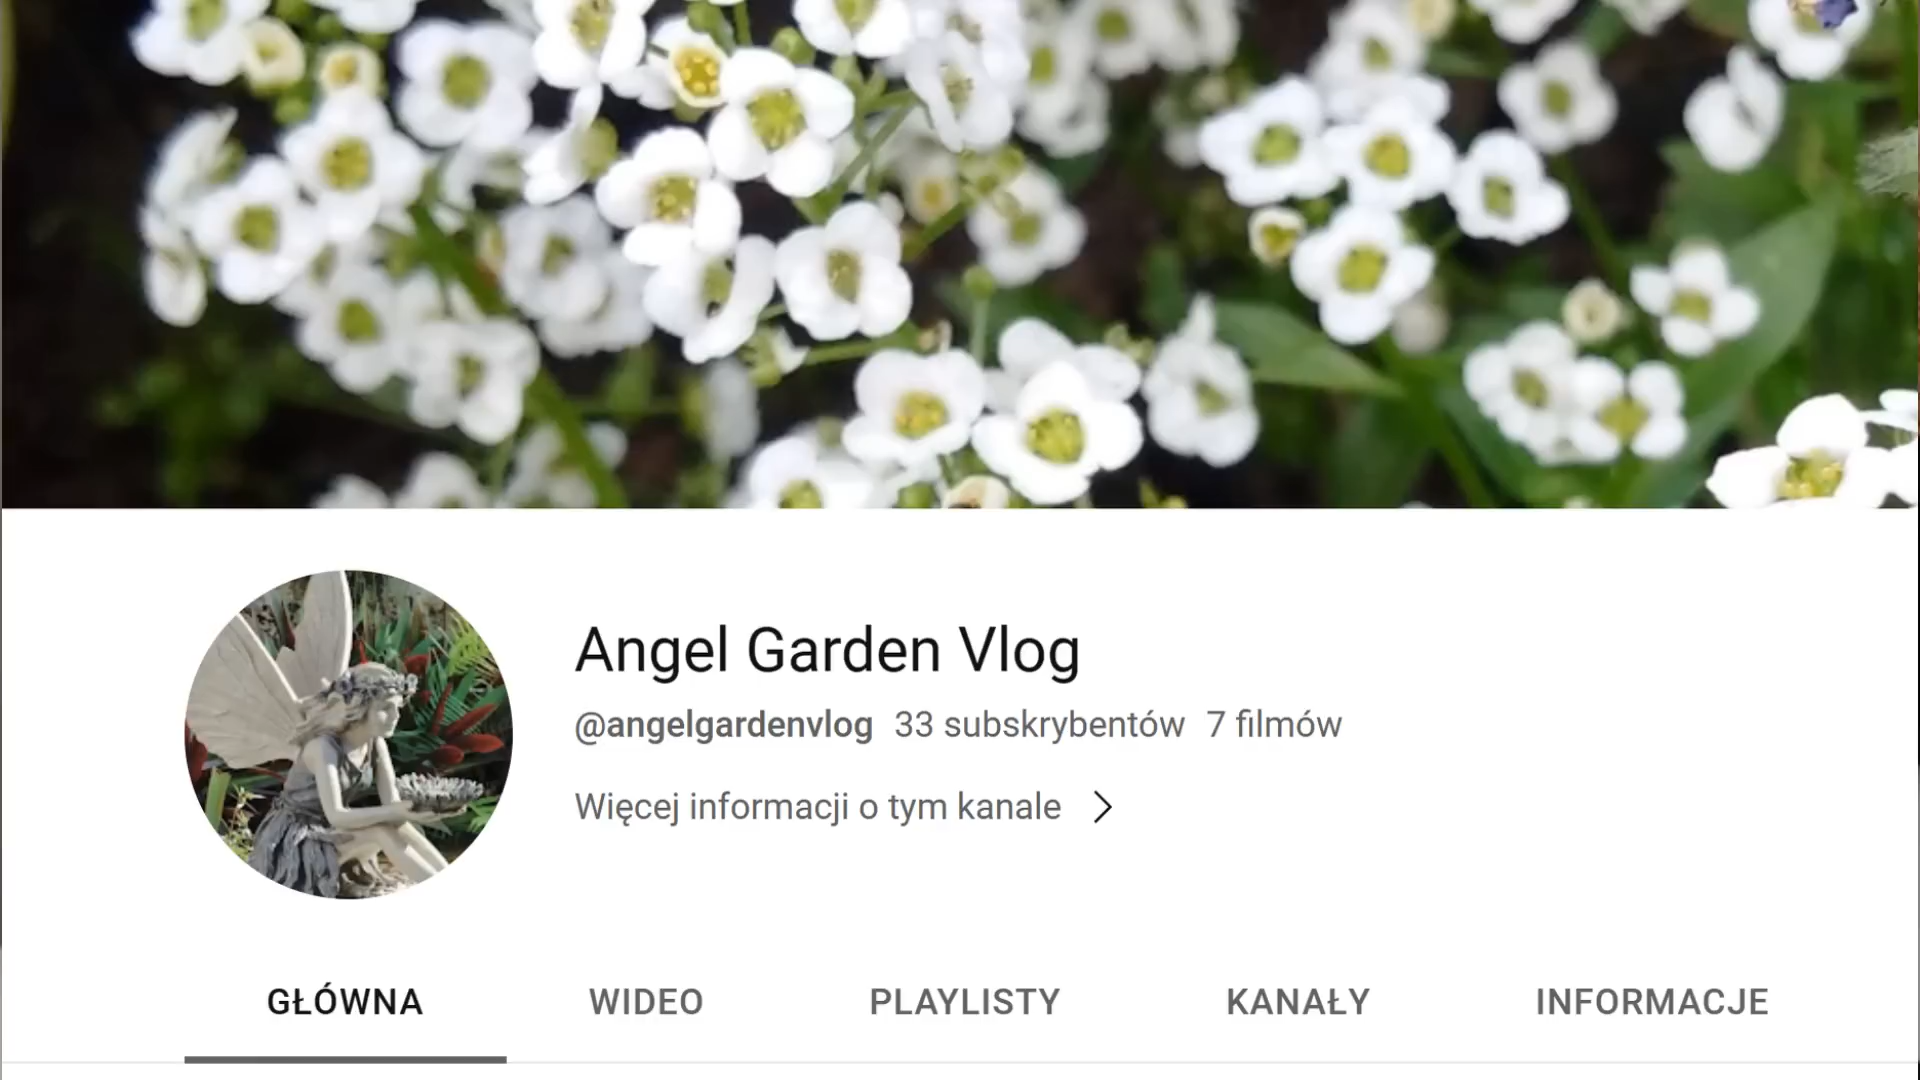 Angel Garden Vlog
@angelgardenvlog 33 subskrybentów 7 filmów
Więcej informacji o tym kanale
GŁÓWNA WIDEO PLAYLISTY KANAŁY INFORMACJE